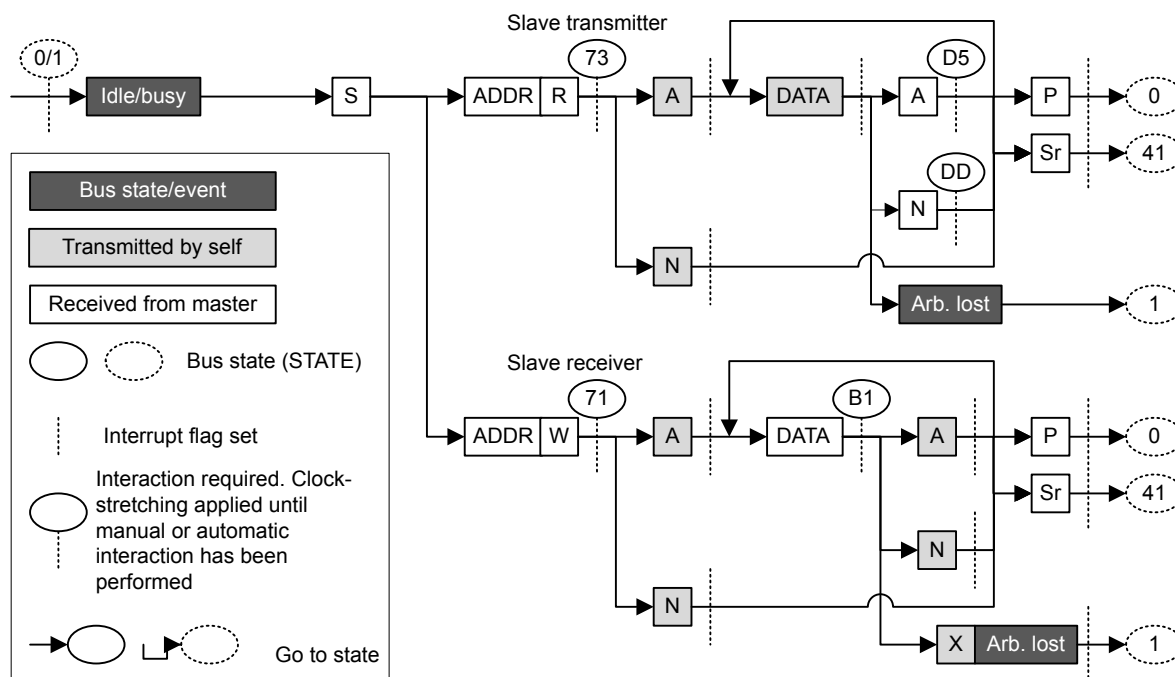 Slave transmitter
0/1
73
D5
Idle/busy
S
ADDR R
A
DATA
A
P
0
Sr
41
DD
N
N
Arb. lost
1
Bus state/event
Transmitted by self
Received from master
Bus state (STATE)
Interrupt flag set
Interaction required. Clock-
stretching applied until
manual or automatic
interaction has been
performed
Go to state
Slave receiver
71
B1
ADDR W
A
DATA
A
P
0
Sr
41
N
N
X Arb. lost
1